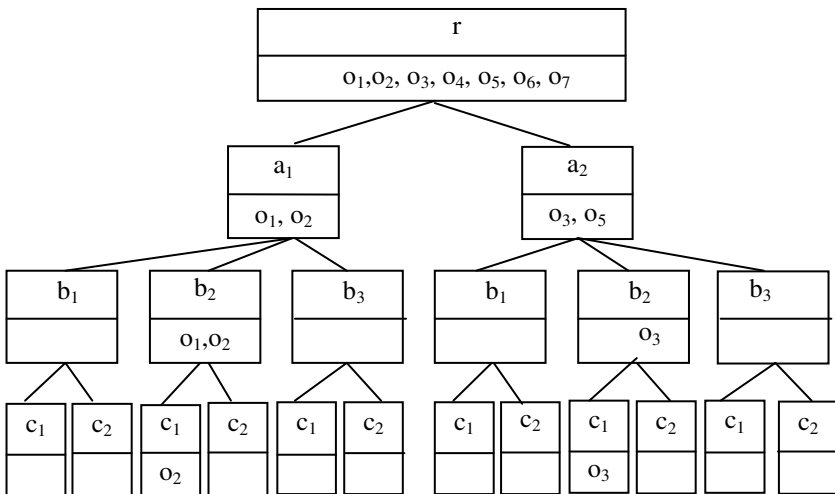 r
o₁,o₂, o₃, o₄, o₅, o₆, o₇
a₁ a₂
o₁, o₂ o₃, o₅
b₁ b₂ b₃ b₁ b₂ b₃
o₁,o₂ o₃
c₁ c₂ c₁ c₂ c₁ c₂ c₁ c₂ c₁ c₂ c₁ c₂
o₂ o₃